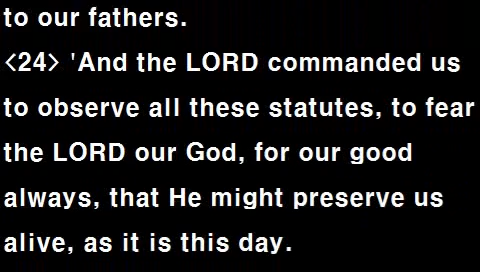 to our fathers.
<24> 'And the LORD commanded us
to observe all these statutes, to fear
the LORD our God, for our good
always, that He might preserve us
alive, as it is this day.